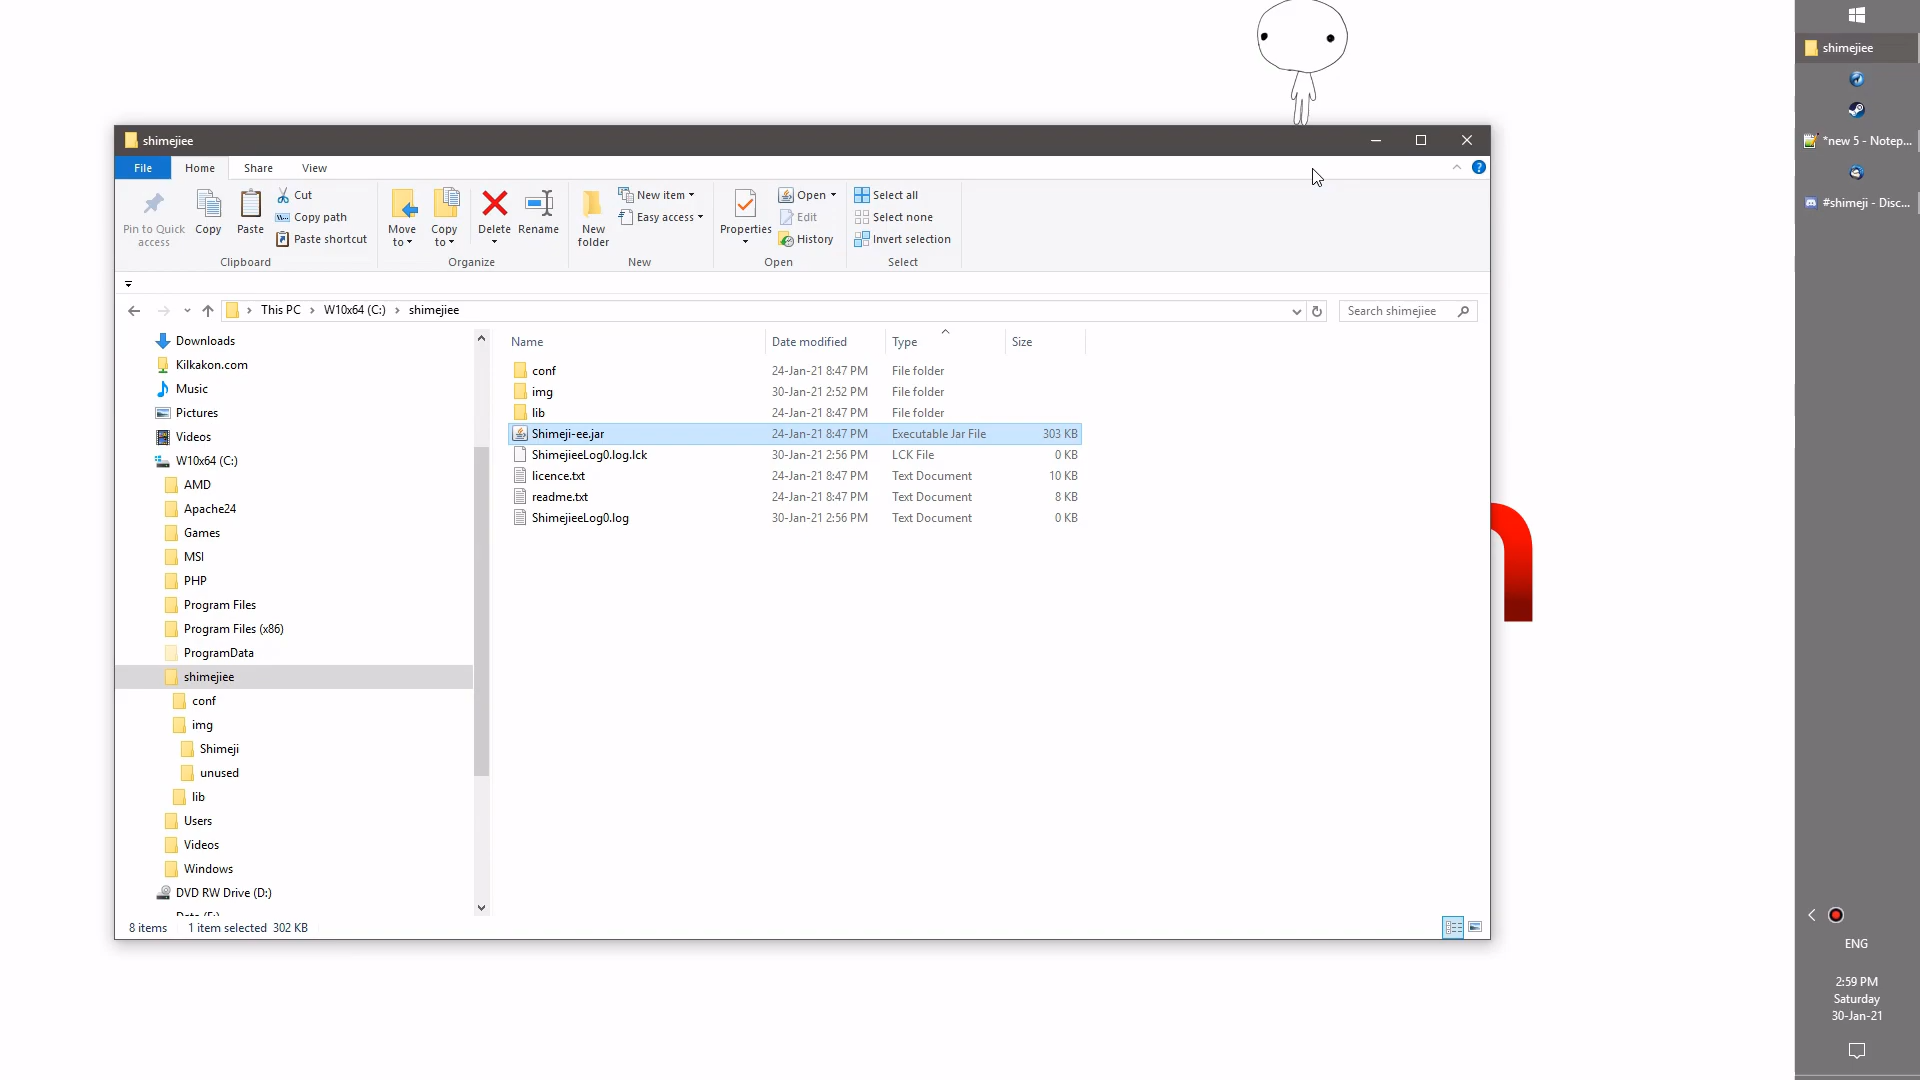 shimejiee
File
Home
Share
View
Pin to Quick access
Copy
Paste
Cut
Copy path
Paste shortcut
Clipboard
Move to
Copy to
Delete
Rename
Organize
New folder
New item
Easy access
New
Properties
Open
Edit
History
Open
Select all
Select none
Invert selection
Select
This PC
W10x64 (C:)
shimejiee
Search shimejiee
Downloads
Kilkakon.com
Music
Pictures
Videos
W10x64 (C:)
AMD
Apache24
Games
MSI
PHP
Program Files
Program Files (x86)
ProgramData
shimejiee
conf
img
Shimeji
unused
lib
Users
Videos
Windows
DVD RW Drive (D:)
Name Date modified Type Size
conf 24-Jan-21 8:47 PM File folder
img 30-Jan-21 2:52 PM File folder
lib 24-Jan-21 8:47 PM File folder
Shimeji-ee.jar 24-Jan-21 8:47 PM Executable Jar File 303 KB
ShimejieeLog0.log.lck 30-Jan-21 2:56 PM LCK File 0 KB
licence.txt 24-Jan-21 8:47 PM Text Document 10 KB
readme.txt 24-Jan-21 8:47 PM Text Document 8 KB
ShimejieeLog0.log 30-Jan-21 2:56 PM Text Document 0 KB
8 items 1 item selected 302 KB
n
shimejiee
*new 5 - Notep...
#shimeji - Disc...
ENG
2:59 PM
Saturday
30-Jan-21